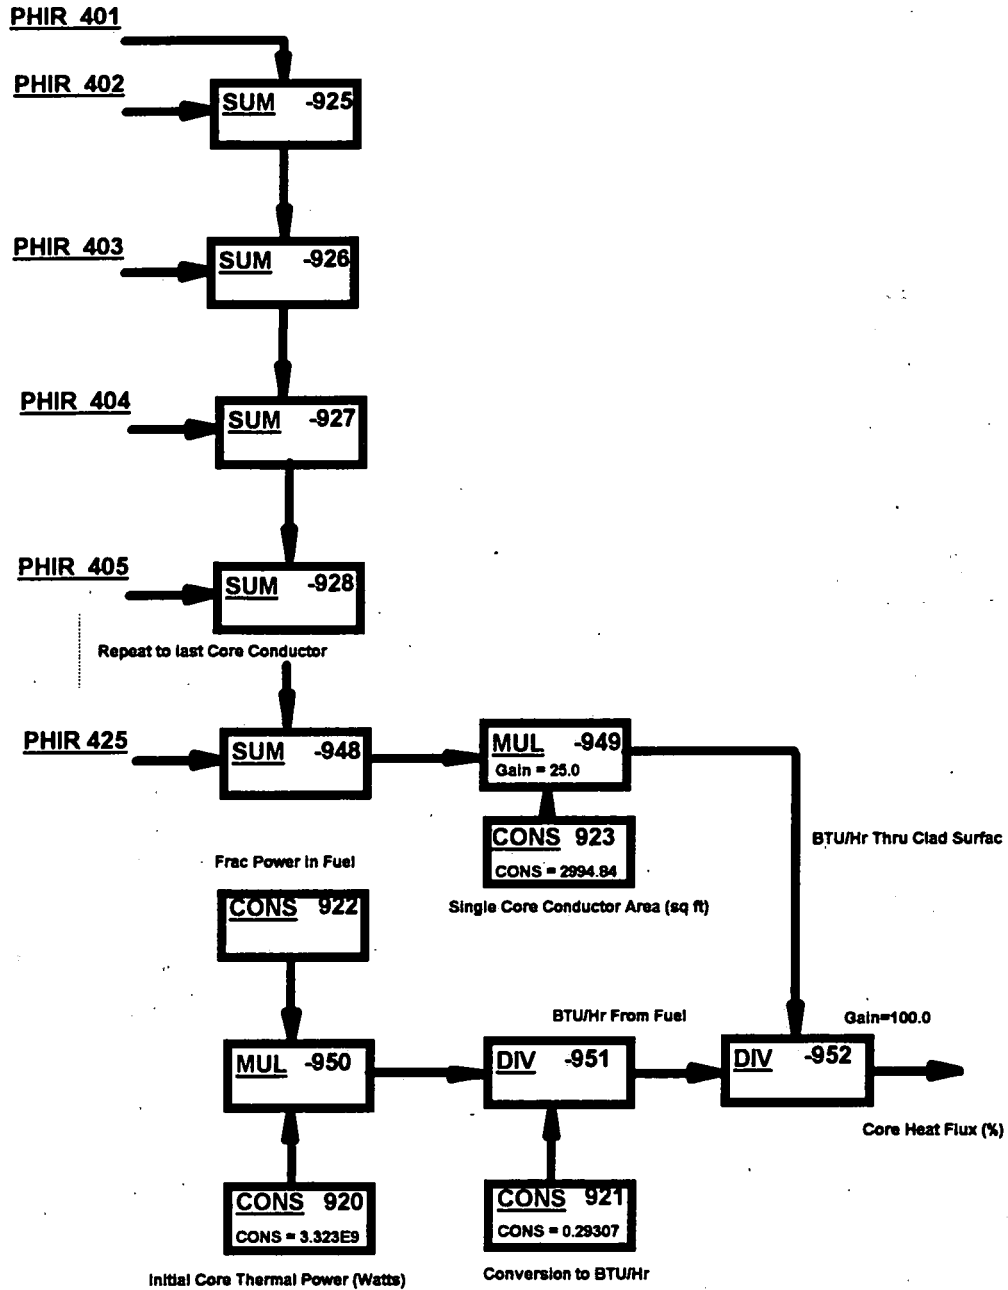 PHIR 401
PHIR 402
SUM -925
PHIR 403
SUM -926
PHIR 404
SUM -927
PHIR 405
SUM -928
Repeat to last Core Conductor
PHIR 425
SUM -948
MUL -949
Gain = 25.0
CONS 923
CONS = 2994.84
Single Core Conductor Area (sq ft)
BTU/Hr Thru Clad Surfac
Frac Power in Fuel
CONS 922
BTU/Hr From Fuel
Gain=100.0
MUL -950
DIV -951
DIV -952
Core Heat Flux (%)
CONS 920
CONS = 3.323E9
Initial Core Thermal Power (Watts)
CONS 921
CONS = 0.29307
Conversion to BTU/Hr